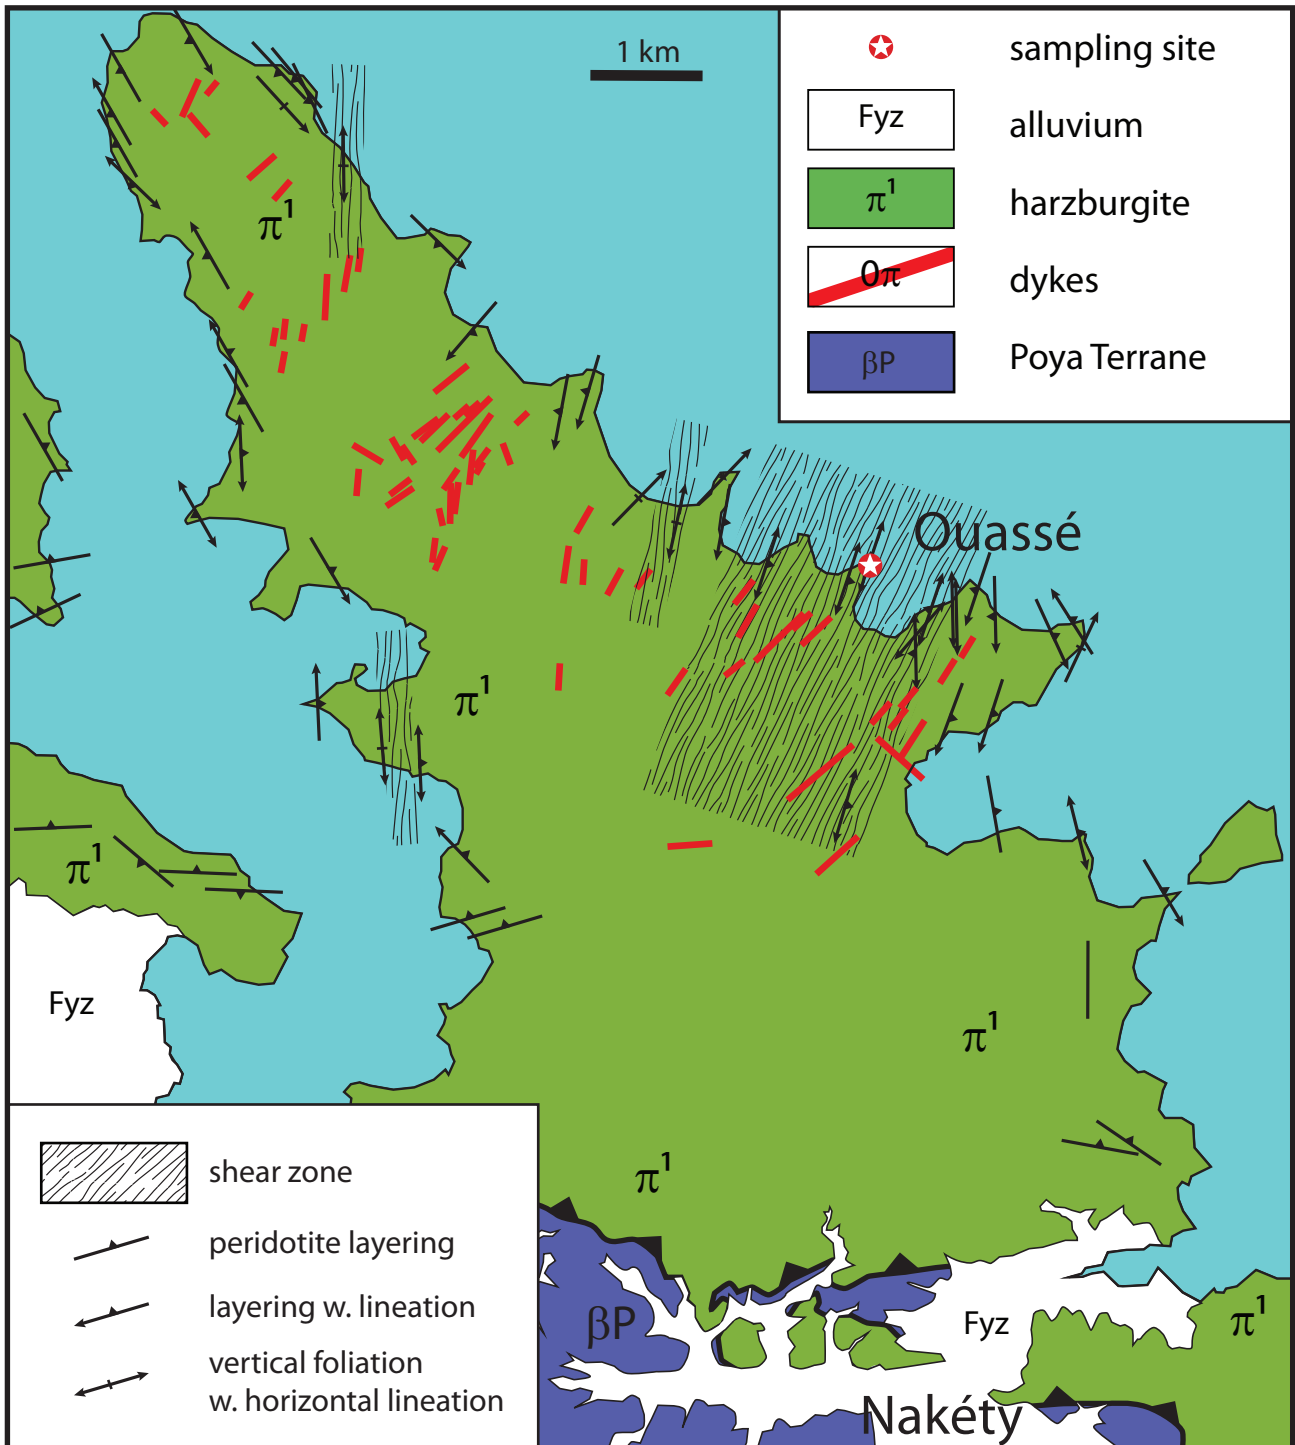 1 km
sampling site
Fyz
alluvium
π¹
harzburgite
0π
dykes
βP
Poya Terrane
π¹
Ouassé
π¹
π¹
Fyz
π¹
π¹
βP
Fyz
π¹
Nakéty
shear zone
peridotite layering
layering w. lineation
vertical foliation
w. horizontal lineation